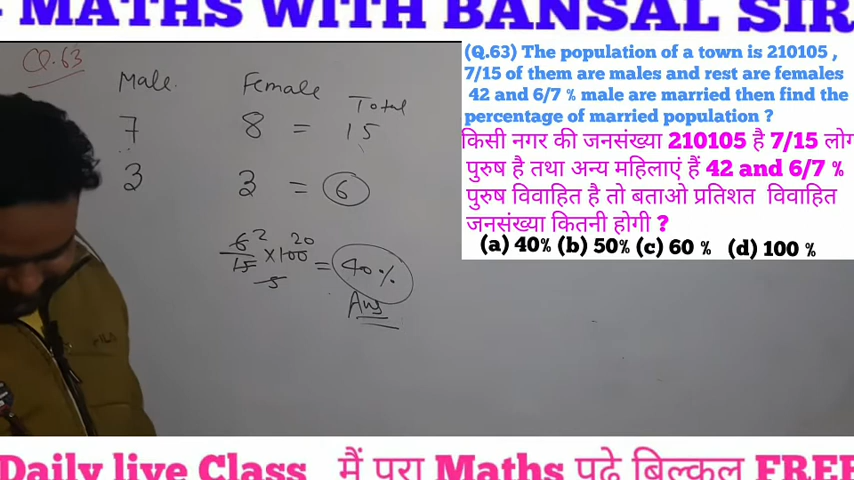 - MATHS WITH BANSAL SIR
Q.63
Male.
Female
Total
7 8 = 15
3 3 = 6
6 2 20
15 x100 = 40%
5
Ans
(Q.63) The population of a town is 210105 ,
7/15 of them are males and rest are females
42 and 6/7 % male are married then find the
percentage of married population ?
किसी नगर की जनसंख्या 210105 है 7/15 लोग
पुरुष है तथा अन्य महिलाएं हैं 42 and 6/7 %
पुरुष विवाहित है तो बताओ प्रतिशत विवाहित
जनसंख्या कितनी होगी ?
(a) 40% (b) 50% (c) 60 % (d) 100 %
Daily live Class में पूरा Maths पढ़े बिल्कुल FREE